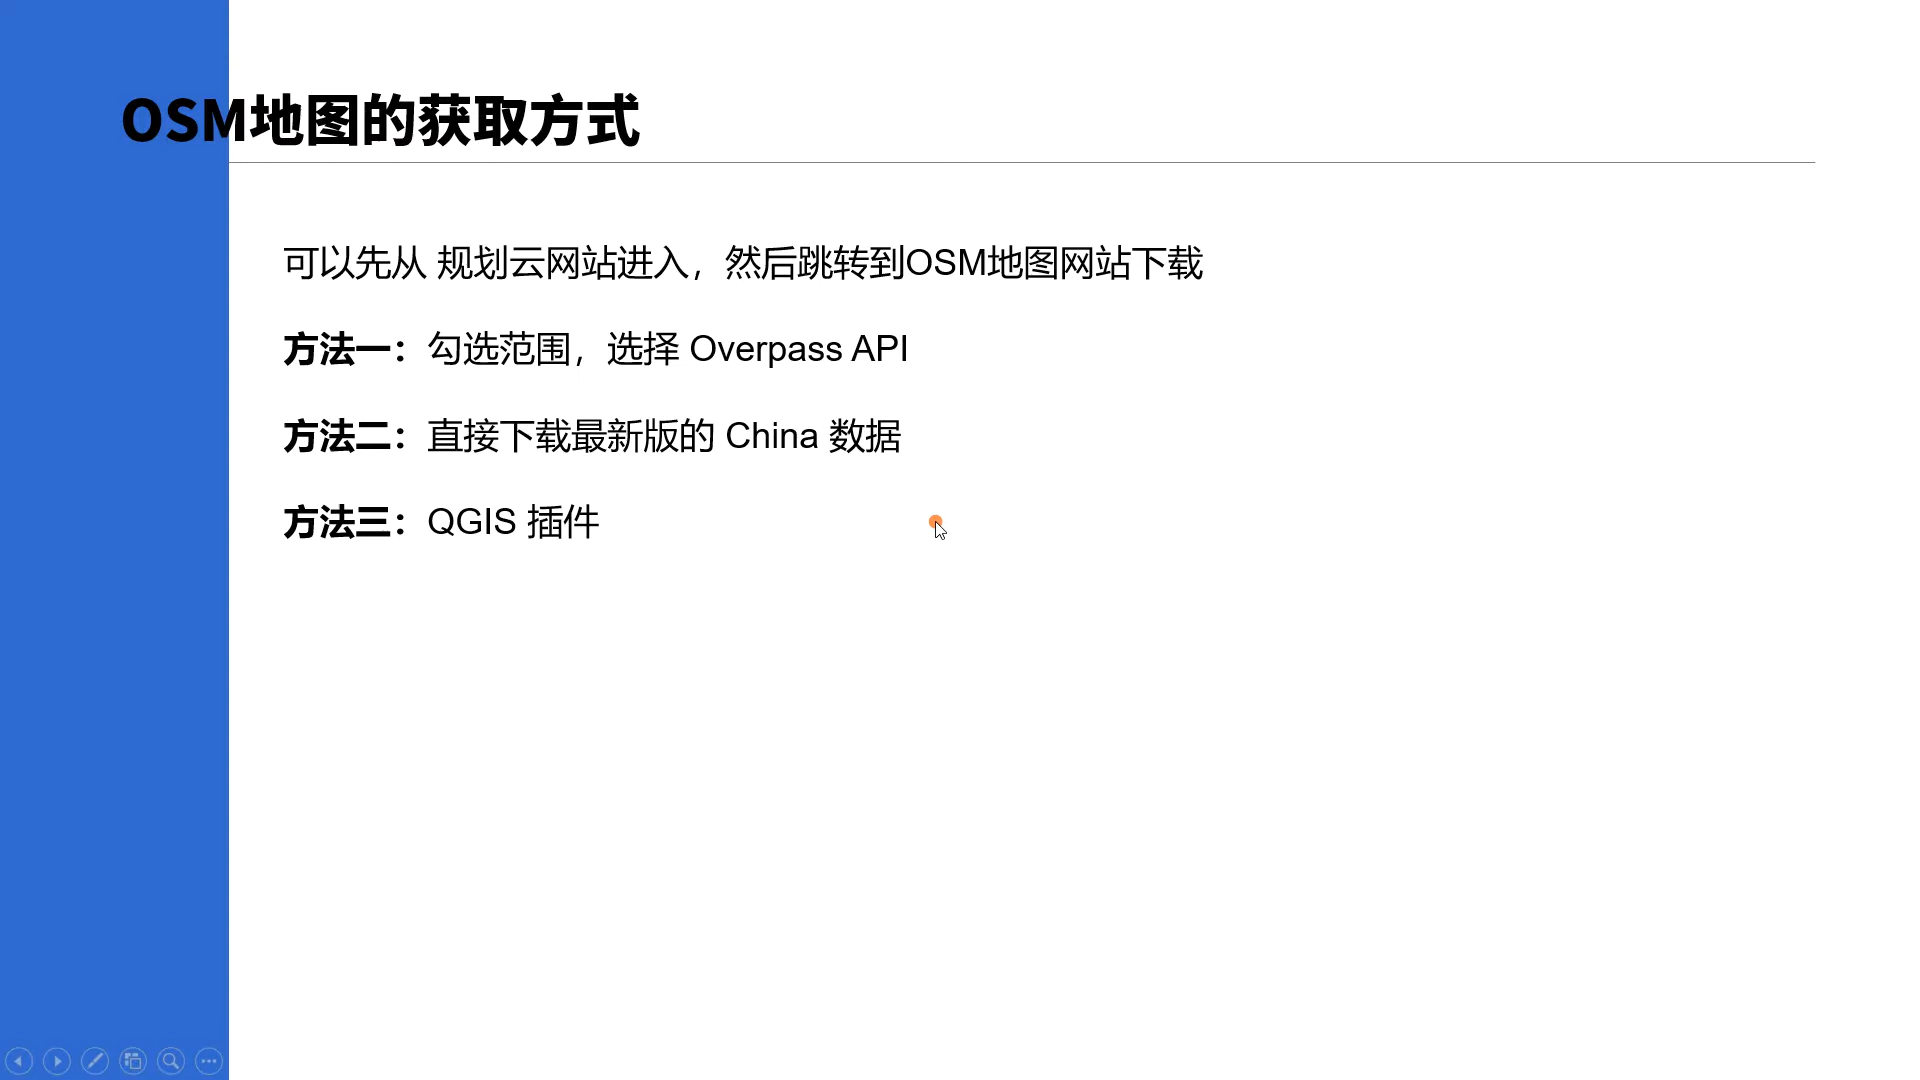 OSM地图的获取方式
可以先从 规划云网站进入，然后跳转到OSM地图网站下载
方法一：勾选范围，选择 Overpass API
方法二：直接下载最新版的 China 数据
方法三：QGIS 插件